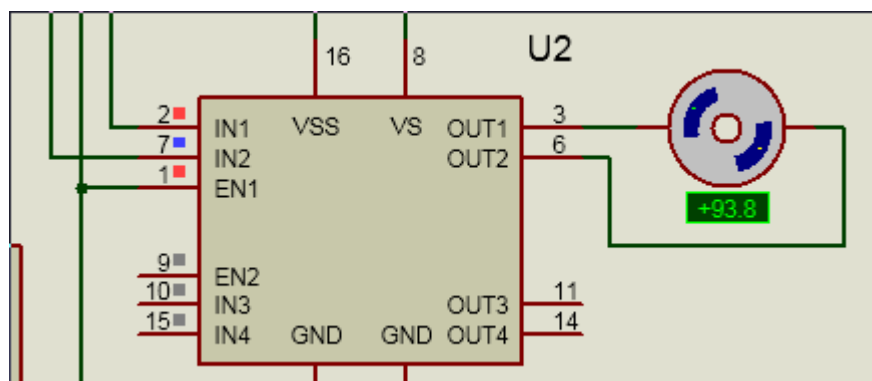 U2
16 8
2 IN1 VSS VS OUT1 3
7 IN2 OUT2 6
1 EN1
+93.8
9 EN2
10 IN3 OUT3 11
15 IN4 GND GND OUT4 14